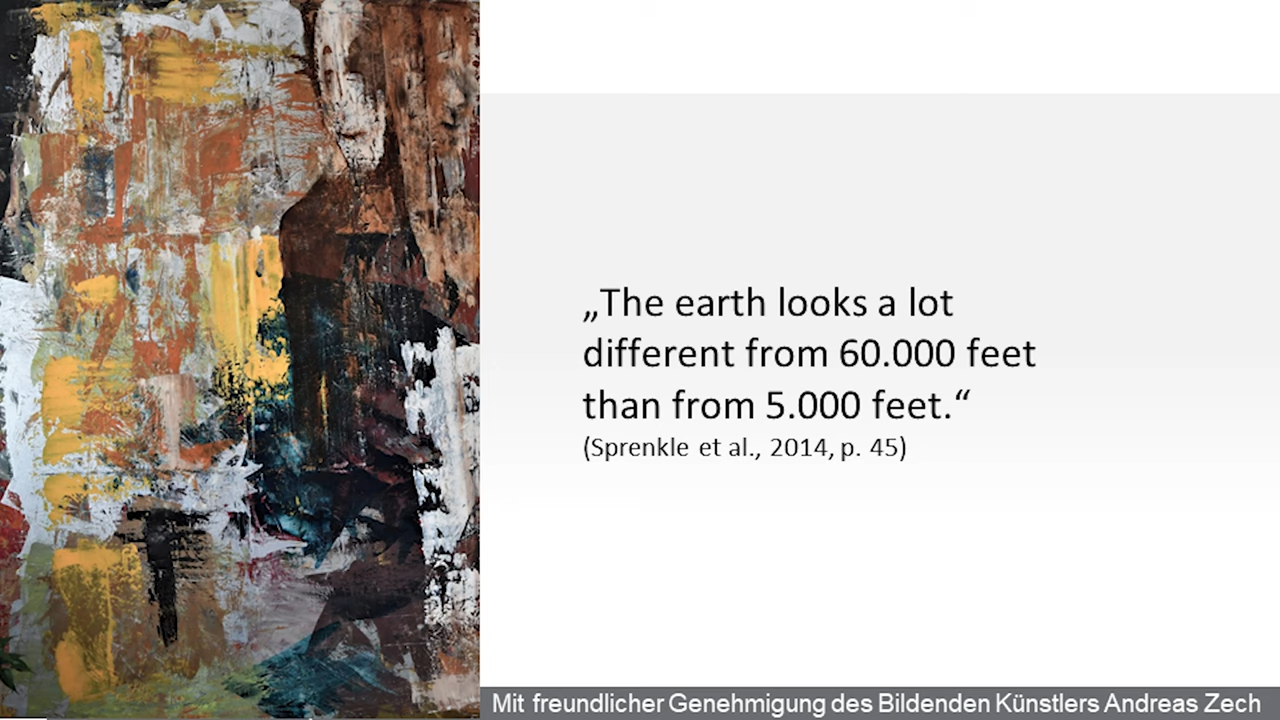 „The earth looks a lot
different from 60.000 feet
than from 5.000 feet.“
(Sprenkle et al., 2014, p. 45)
Mit freundlicher Genehmigung des Bildenden Künstlers Andreas Zech